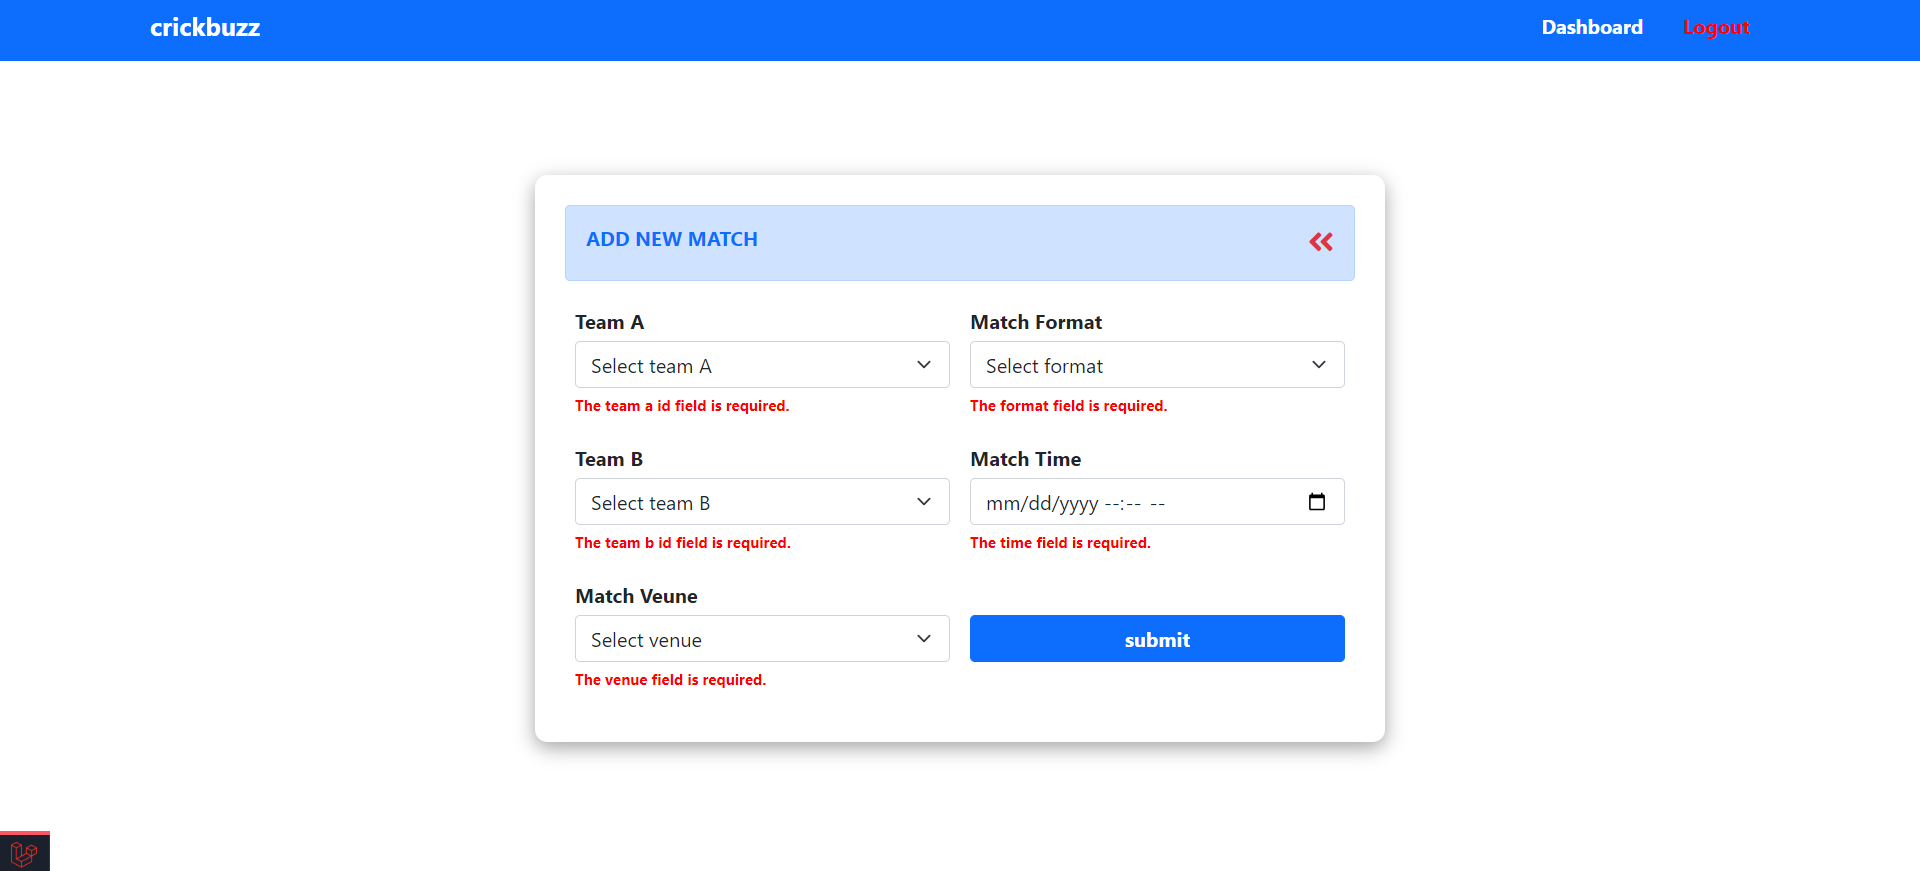 crickbuzz
Dashboard
Logout
ADD NEW MATCH
Team A
Select team A
The team a id field is required.
Match Format
Select format
The format field is required.
Team B
Select team B
The team b id field is required.
Match Time
mm/dd/yyyy --:-- --
The time field is required.
Match Veune
Select venue
The venue field is required.
submit